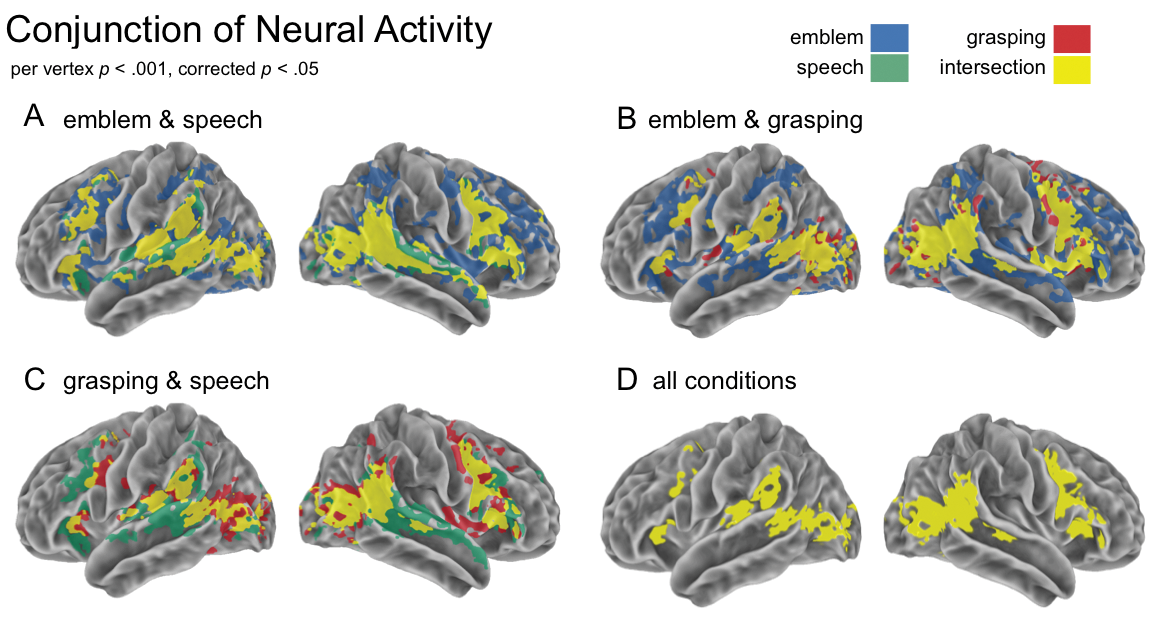 Conjunction of Neural Activity
per vertex p < .001, corrected p < .05
emblem
grasping
speech
intersection
A emblem & speech
B emblem & grasping
C grasping & speech
D all conditions